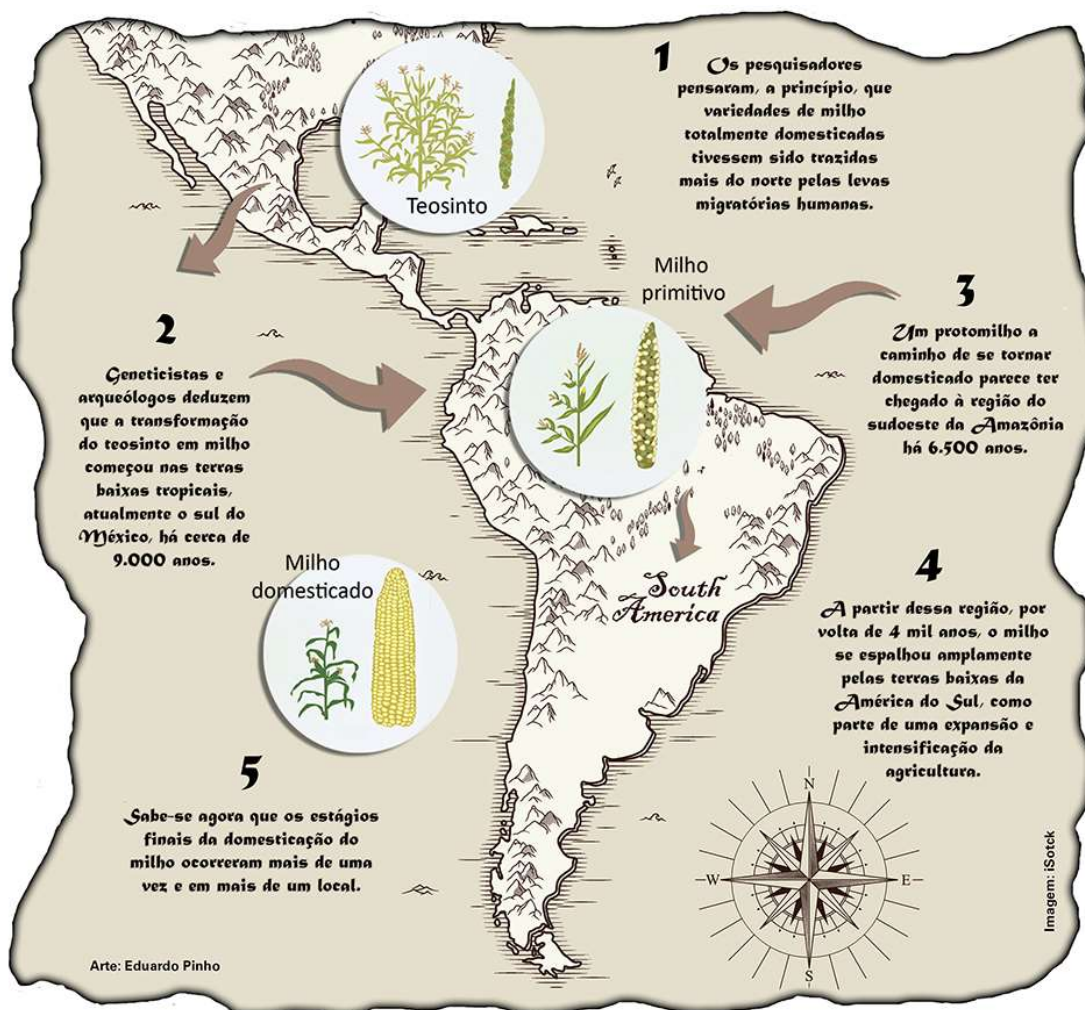 1
Os pesquisadores
pensaram, a princípio, que
variedades de milho
totalmente domesticadas
tivessem sido trazidas
mais do norte pelas levas
migratórias humanas.
Teosinto
2
Geneticistas e
arqueólogos deduzem
que a transformação
do teosinto em milho
começou nas terras
baixas tropicais,
atualmente o sul do
México, há cerca de
9.000 anos.
Milho
primitivo
3
Um protomilho a
caminho de se tornar
domesticado parece ter
chegado à região do
sudoeste da Amazônia
há 6.500 anos.
South
America
4
A partir dessa região, por
volta de 4 mil anos, o milho
se espalhou amplamente
pelas terras baixas da
América do Sul, como
parte de uma expansão e
intensificação da
agricultura.
Milho
domesticado
5
Sabe-se agora que os estágios
finais da domesticação do
milho ocorreram mais de uma
vez e em mais de um local.
N
W
E
S
Arte: Eduardo Pinho
Imagem: iSotck